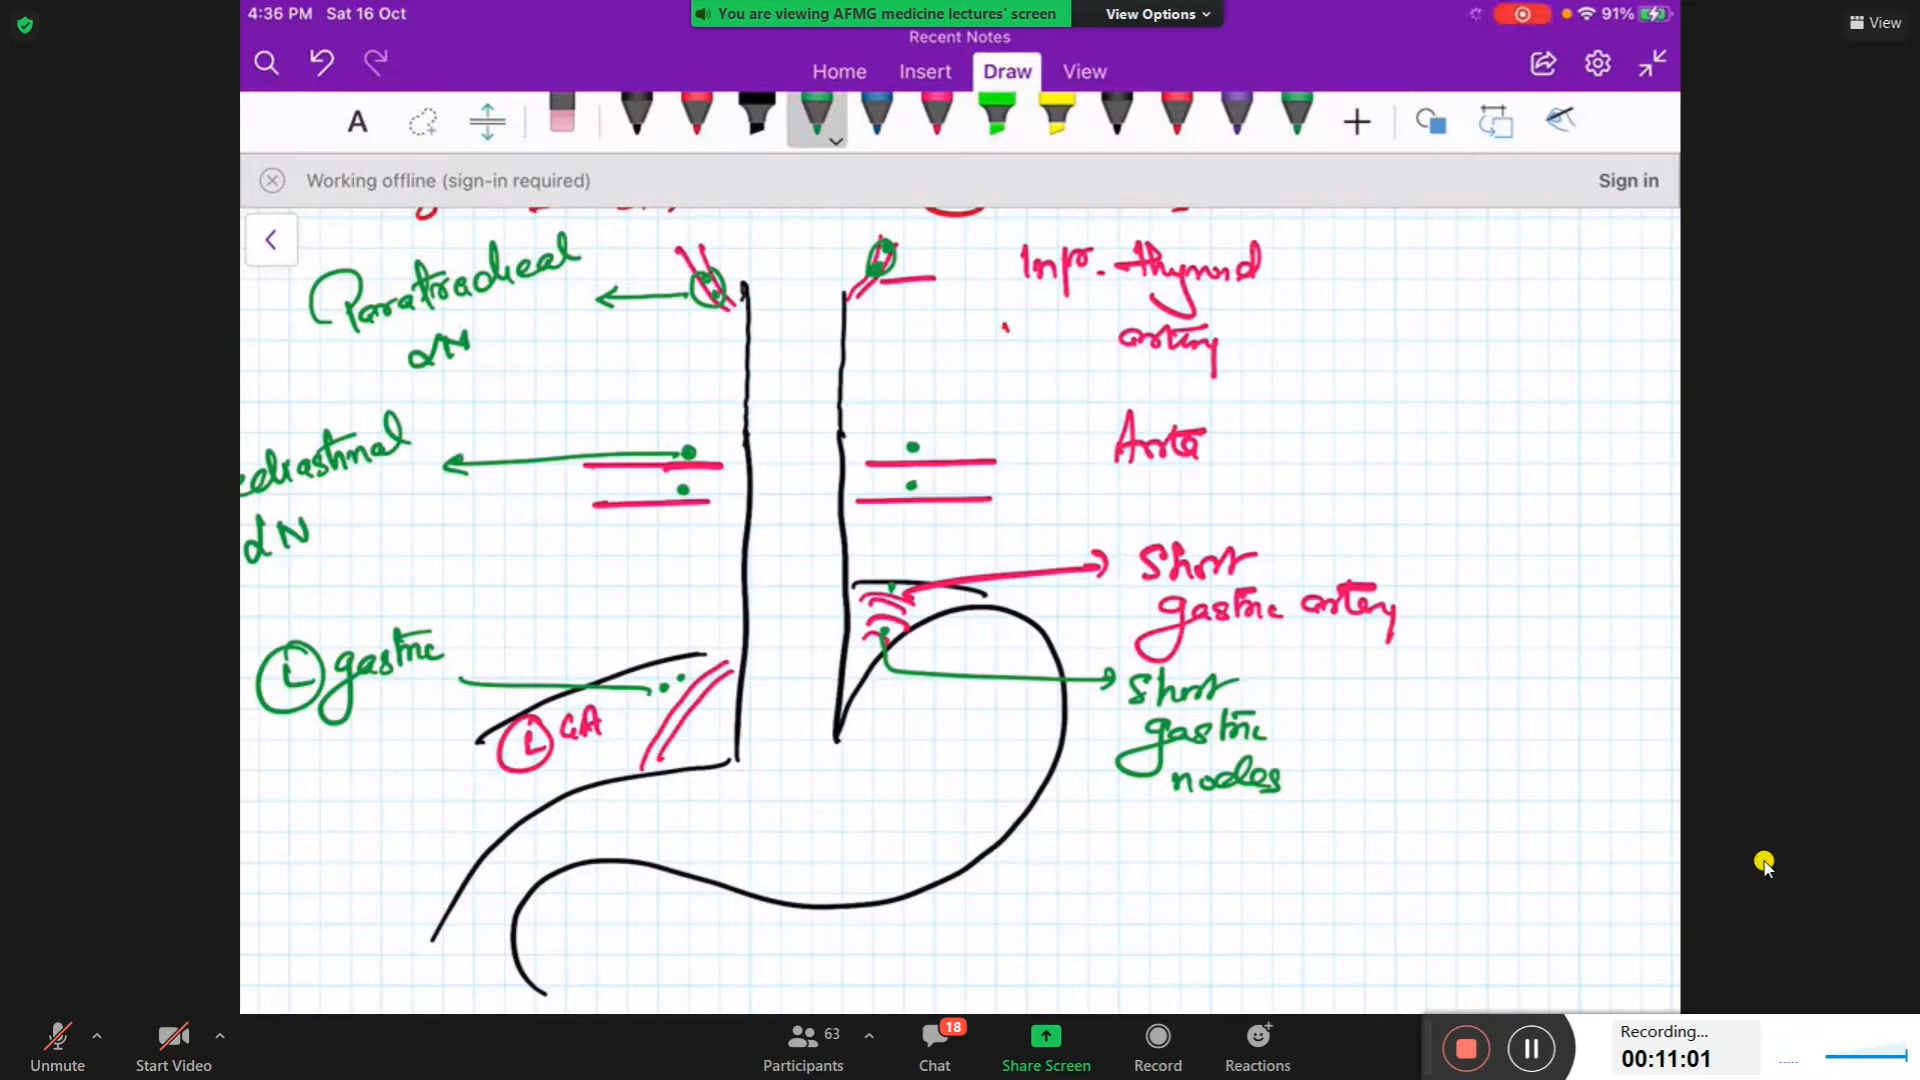 4:36 PM Sat 16 Oct
You are viewing AFMG medicine lectures' screen
View Options
91%
View
Recent Notes
Home Insert Draw View
A
Working offline (sign-in required)
Sign in
Paratracheal
LN
Inpr. thyroid
artery
ediastinal
LN
Aorta
Short
gastric artery
L gastric
L GA
Short
gastric
nodes
Unmute
Start Video
Participants
63
Chat
18
Share Screen
Record
Reactions
Recording...
00:11:01